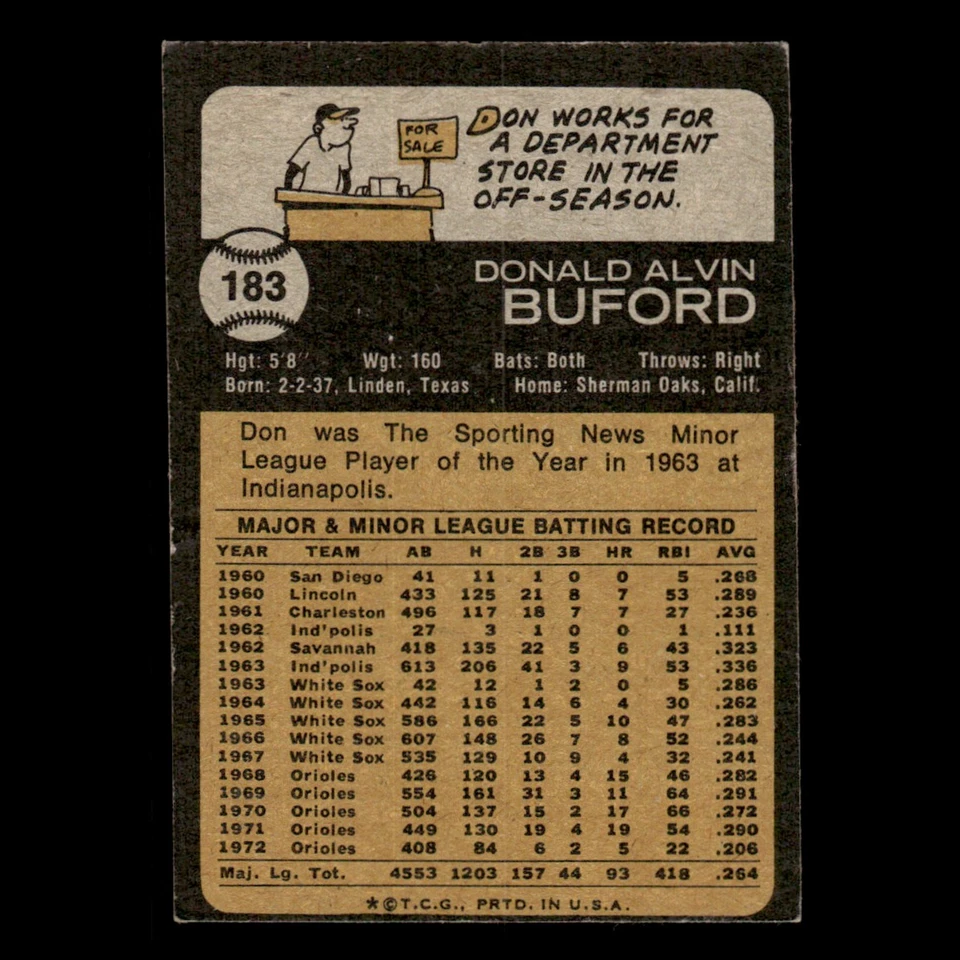 FOR
SALE
DON WORKS FOR
A DEPARTMENT
STORE IN THE
OFF-SEASON.
183
DONALD ALVIN
BUFORD
Hgt: 5'8" Wgt: 160 Bats: Both Throws: Right
Born: 2-2-37, Linden, Texas Home: Sherman Oaks, Calif.
Don was The Sporting News Minor
League Player of the Year in 1963 at
Indianapolis.
MAJOR & MINOR LEAGUE BATTING RECORD
YEAR TEAM AB H 2B 3B HR RBI AVG
1960 San Diego 41 11 1 0 0 5 .268
1960 Lincoln 433 125 21 8 7 53 .289
1961 Charleston 496 117 18 7 7 27 .236
1962 Ind'polis 27 3 1 0 0 1 .111
1962 Savannah 418 135 22 5 6 43 .323
1963 Ind'polis 613 206 41 3 9 53 .336
1963 White Sox 42 12 1 2 0 5 .286
1964 White Sox 442 116 14 6 4 30 .262
1965 White Sox 586 166 22 5 10 47 .283
1966 White Sox 607 148 26 7 8 52 .244
1967 White Sox 535 129 10 9 4 32 .241
1968 Orioles 426 120 13 4 15 46 .282
1969 Orioles 554 161 31 3 11 64 .291
1970 Orioles 504 137 15 2 17 66 .272
1971 Orioles 449 130 19 4 19 54 .290
1972 Orioles 408 84 6 2 5 22 .206
Maj. Lg. Tot. 4553 1203 157 44 93 418 .264
*©T.C.G., PRTD. IN U.S.A.